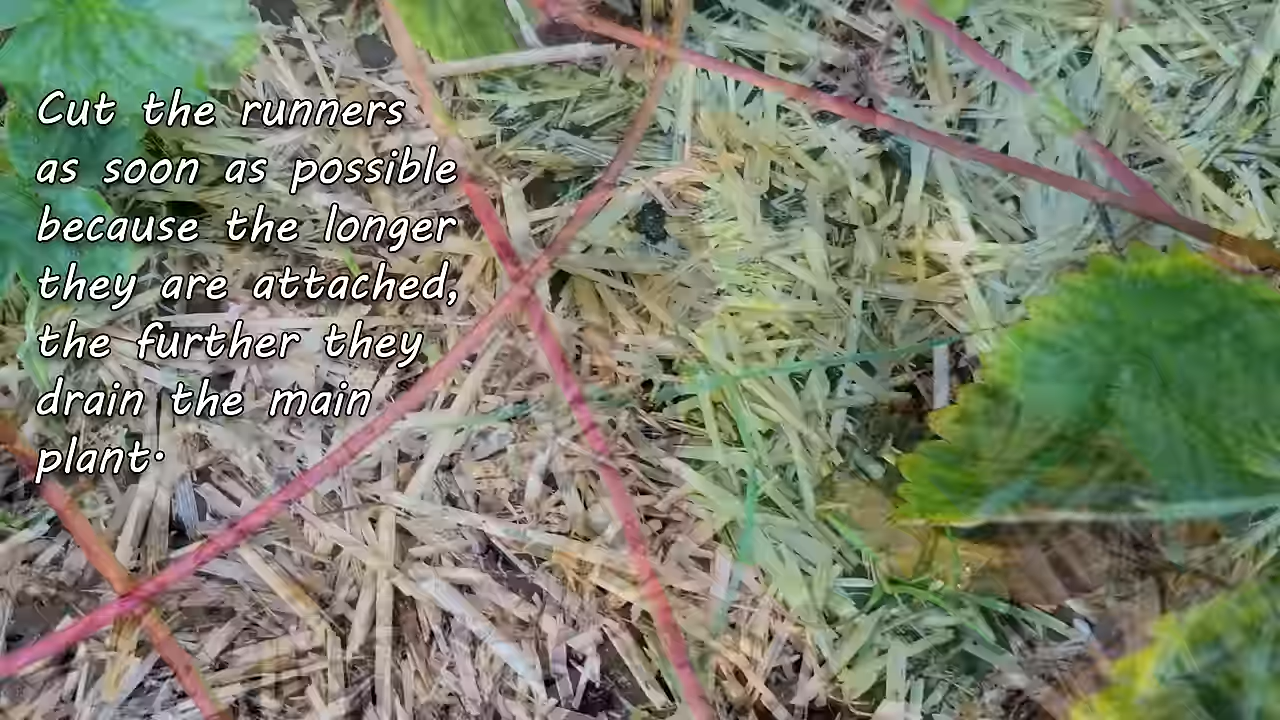 Cut the runners
as soon as possible
because the longer
they are attached,
the further they
drain the main
plant.